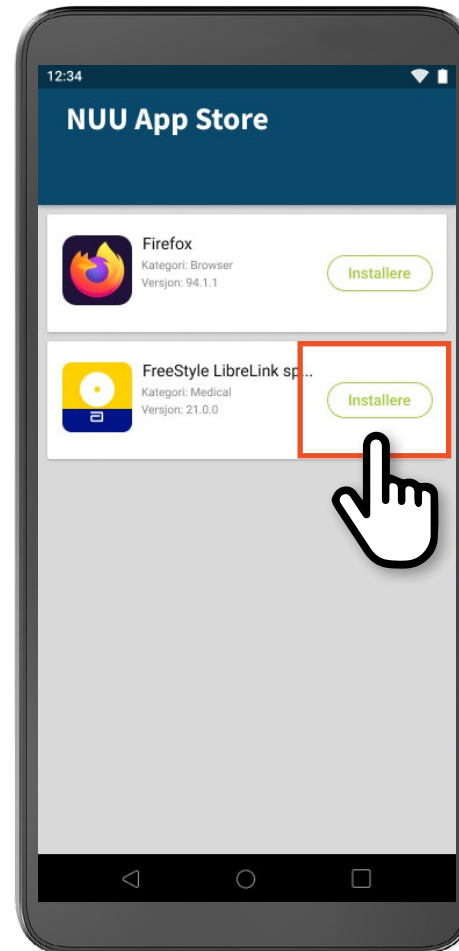 12:34
NUU App Store
Firefox
Kategori: Browser
Versjon: 94.1.1
Installere
FreeStyle LibreLink sp...
Kategori: Medical
Versjon: 21.0.0
Installere